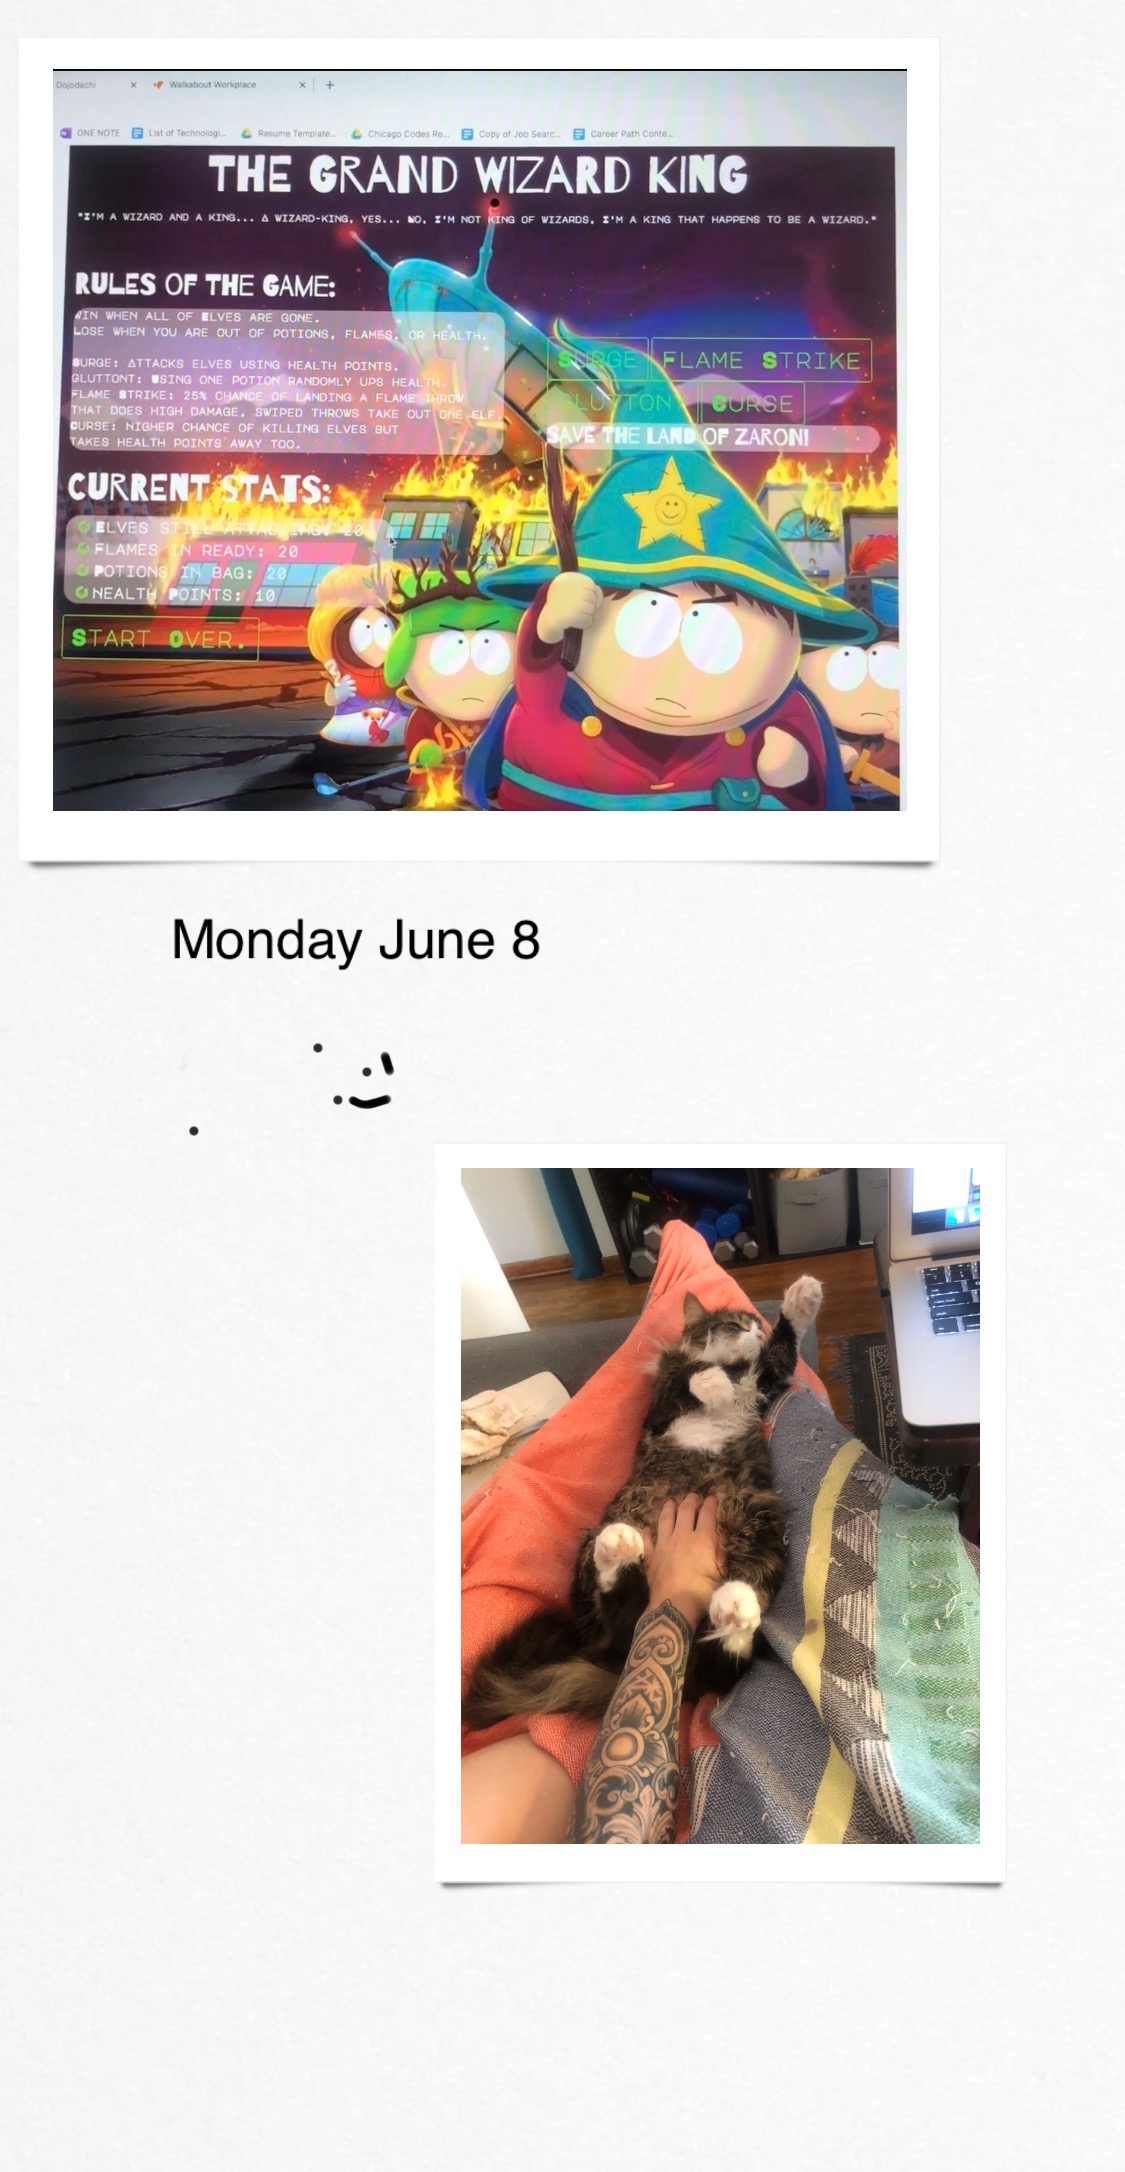 Dojodachi
Walkabout Workplace
ONE NOTE
List of Technologi...
Resume Template...
Chicago Codes Re...
Copy of Job Searc...
Career Path Conte...
THE GRAND WIZARD KING
"I'M A WIZARD AND A KING... A WIZARD-KING, YES... NO, I'M NOT KING OF WIZARDS, I'M A KING THAT HAPPENS TO BE A WIZARD."
RULES OF THE GAME:
WIN WHEN ALL OF ELVES ARE GONE.
LOSE WHEN YOU ARE OUT OF POTIONS, FLAMES, OR HEALTH.
SURGE: ATTACKS ELVES USING HEALTH POINTS.
GLUTTONY: USING ONE POTION RANDOMLY UPS HEALTH.
FLAME STRIKE: 25% CHANCE OF LANDING A FLAME THROW
THAT DOES HIGH DAMAGE, SWIPED THROWS TAKE OUT ONE ELF.
CURSE: HIGHER CHANCE OF KILLING ELVES BUT
TAKES HEALTH POINTS AWAY TOO.
SURGE
FLAME STRIKE
GLUTTONY
CURSE
SAVE THE LAND OF ZARON!
CURRENT STATS:
ELVES STILL ATTACKING: 20
FLAMES IN READY: 20
POTIONS IN BAG: 20
HEALTH POINTS: 10
START OVER.
Monday June 8